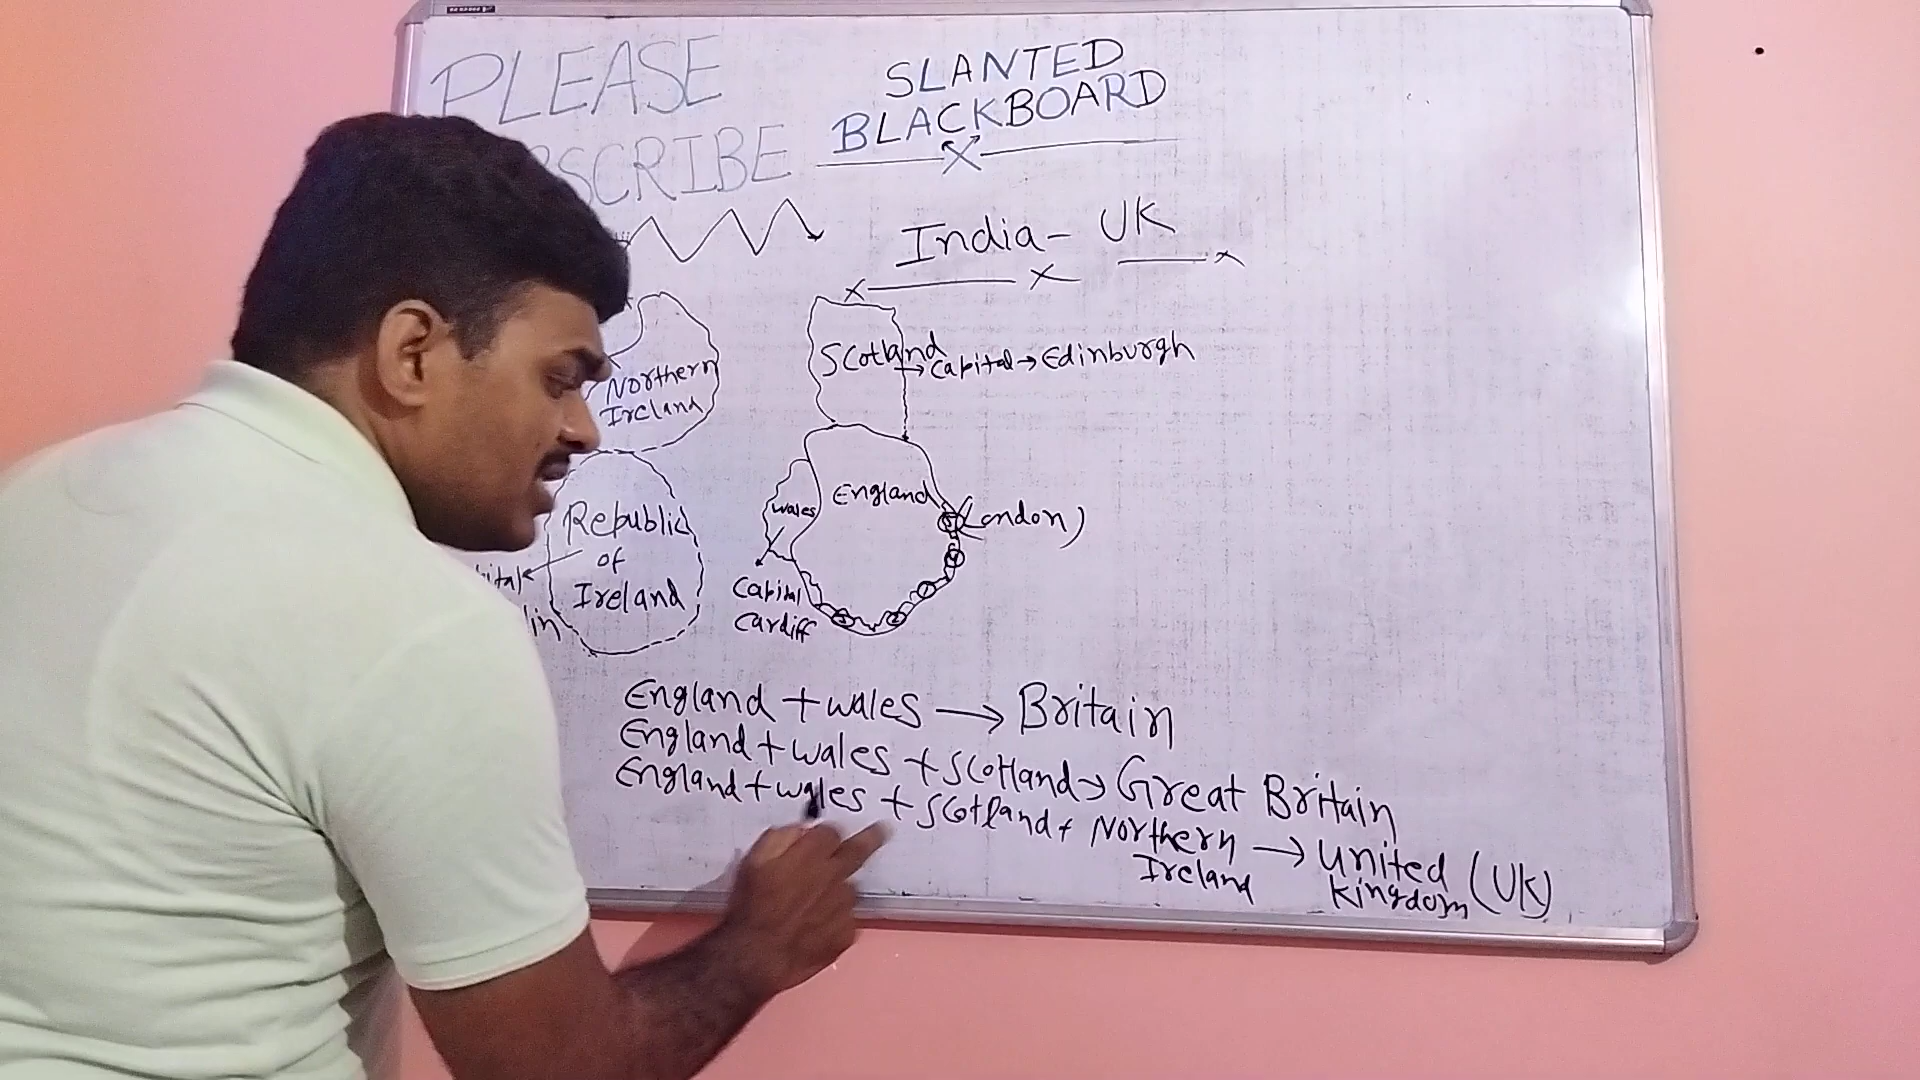 PLEASE
SCRIBE
SLANTED
BLACKBOARD
India - UK
Northern
Ireland
Scotland → Capital → Edinburgh
England
Wales
(London)
Capital
Cardiff
Republic
of
Ireland
England + Wales → Britain
England + Wales + Scotland → Great Britain
England + Wales + Scotland + Northern Ireland → United Kingdom (UK)